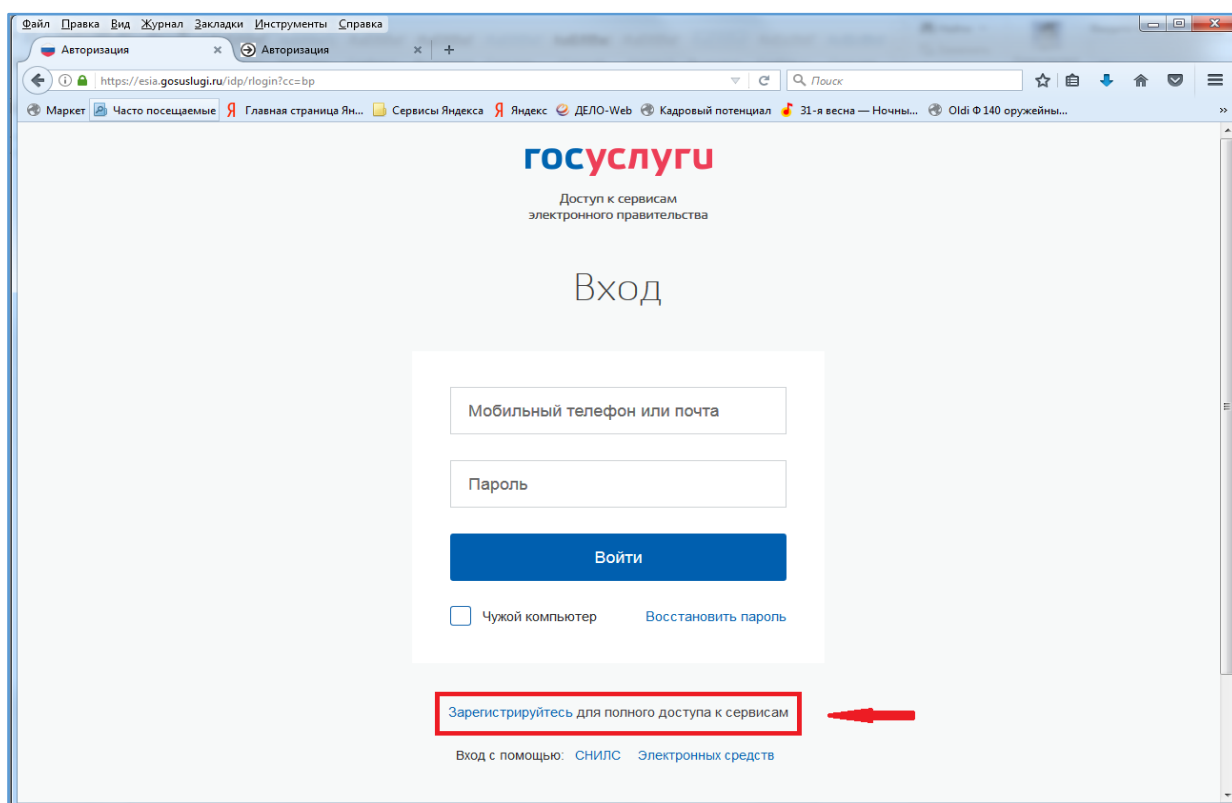 Файл Правка Вид Журнал Закладки Инструменты Справка
Авторизация Авторизация
https://esia.gosuslugi.ru/idp/rlogin?cc=bp Поиск
Маркет Часто посещаемые Главная страница Ян... Сервисы Яндекса Яндекс ДЕЛО-Web Кадровый потенциал 31-я весна — Ночны... Oldi Ф 140 оружейны...
госуслуги
Доступ к сервисам
электронного правительства
Вход
Мобильный телефон или почта
Пароль
Войти
Чужой компьютер Восстановить пароль
Зарегистрируйтесь для полного доступа к сервисам
Вход с помощью: СНИЛС Электронных средств